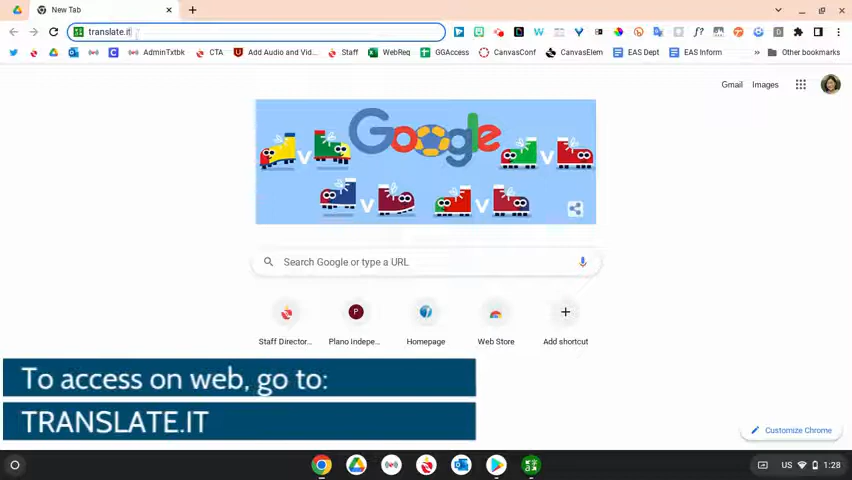 New Tab
translate.it
AdminTxtbk
CTA
Add Audio and Vid...
Staff
WebReq
GGAccess
CanvasConf
CanvasElem
EAS Dept
EAS Inform
Other bookmarks
Gmail
Images
Google
V V
V V
Search Google or type a URL
Staff Director...
Plano Indepe...
Homepage
Web Store
Add shortcut
To access on web, go to:
TRANSLATE.IT
Customize Chrome
US
1:28